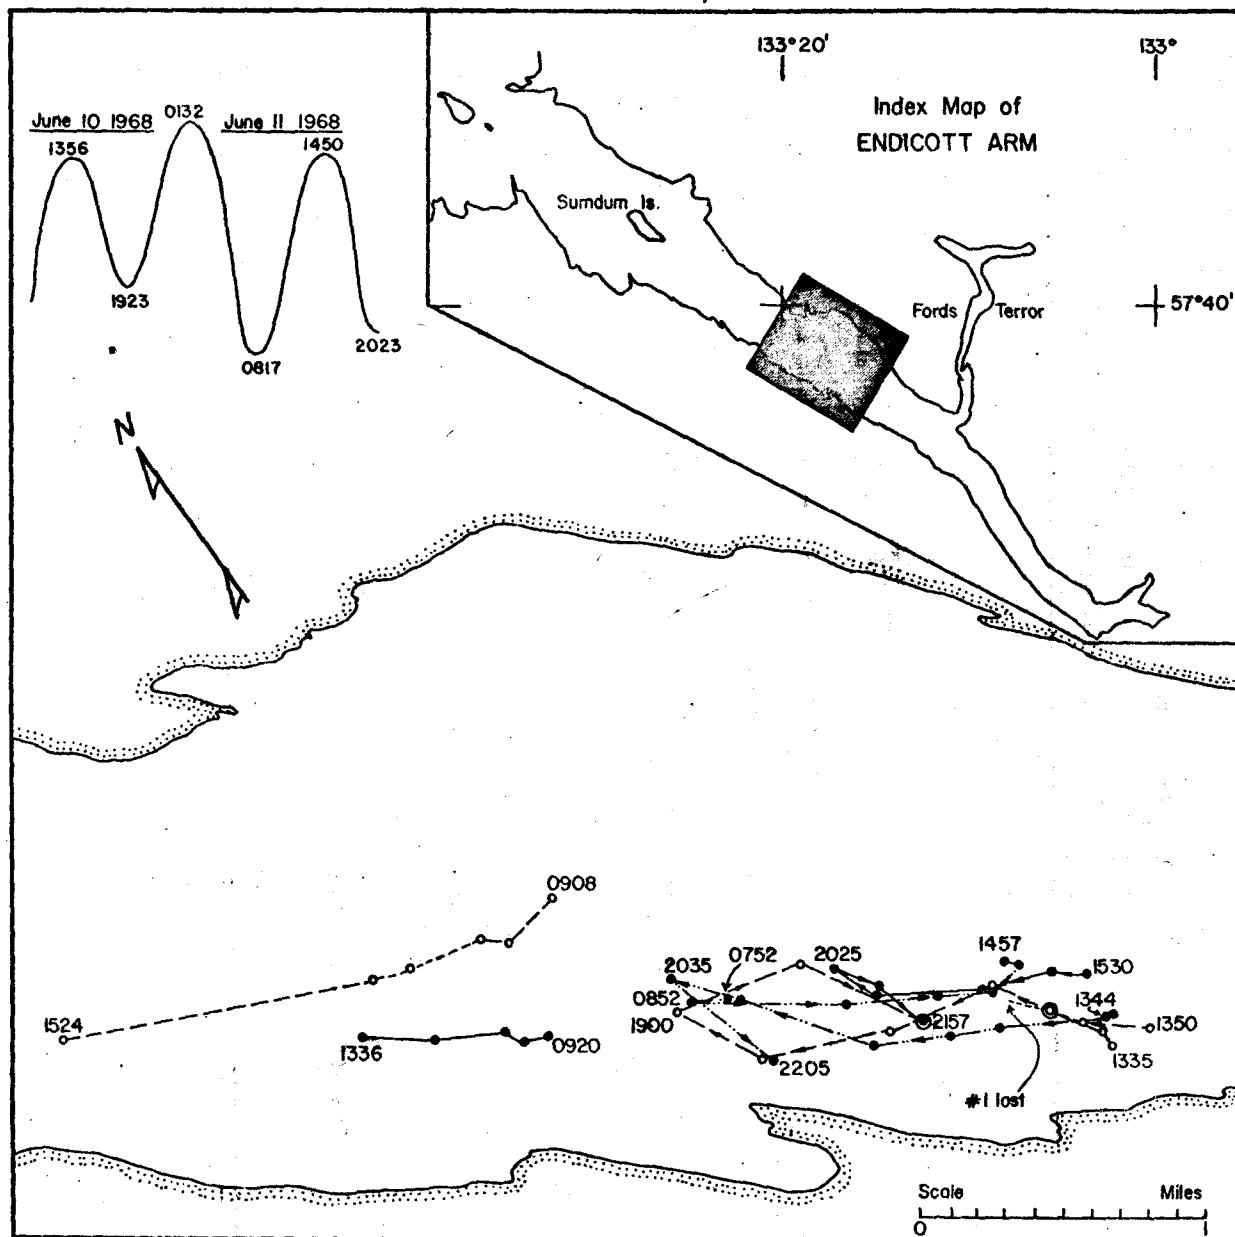 133°20'
133°
Index Map of
ENDICOTT ARM
June 10 1968
0132
June 11 1968
1356
1450
1923
0817
2023
Sumdum Is.
Fords Terror
57°40'
N
0908
1524
1336
0920
2035
0752
2025
1457
1530
0852
1900
2157
1344
1350
2205
1335
#1 lost
Scale
Miles
0
1